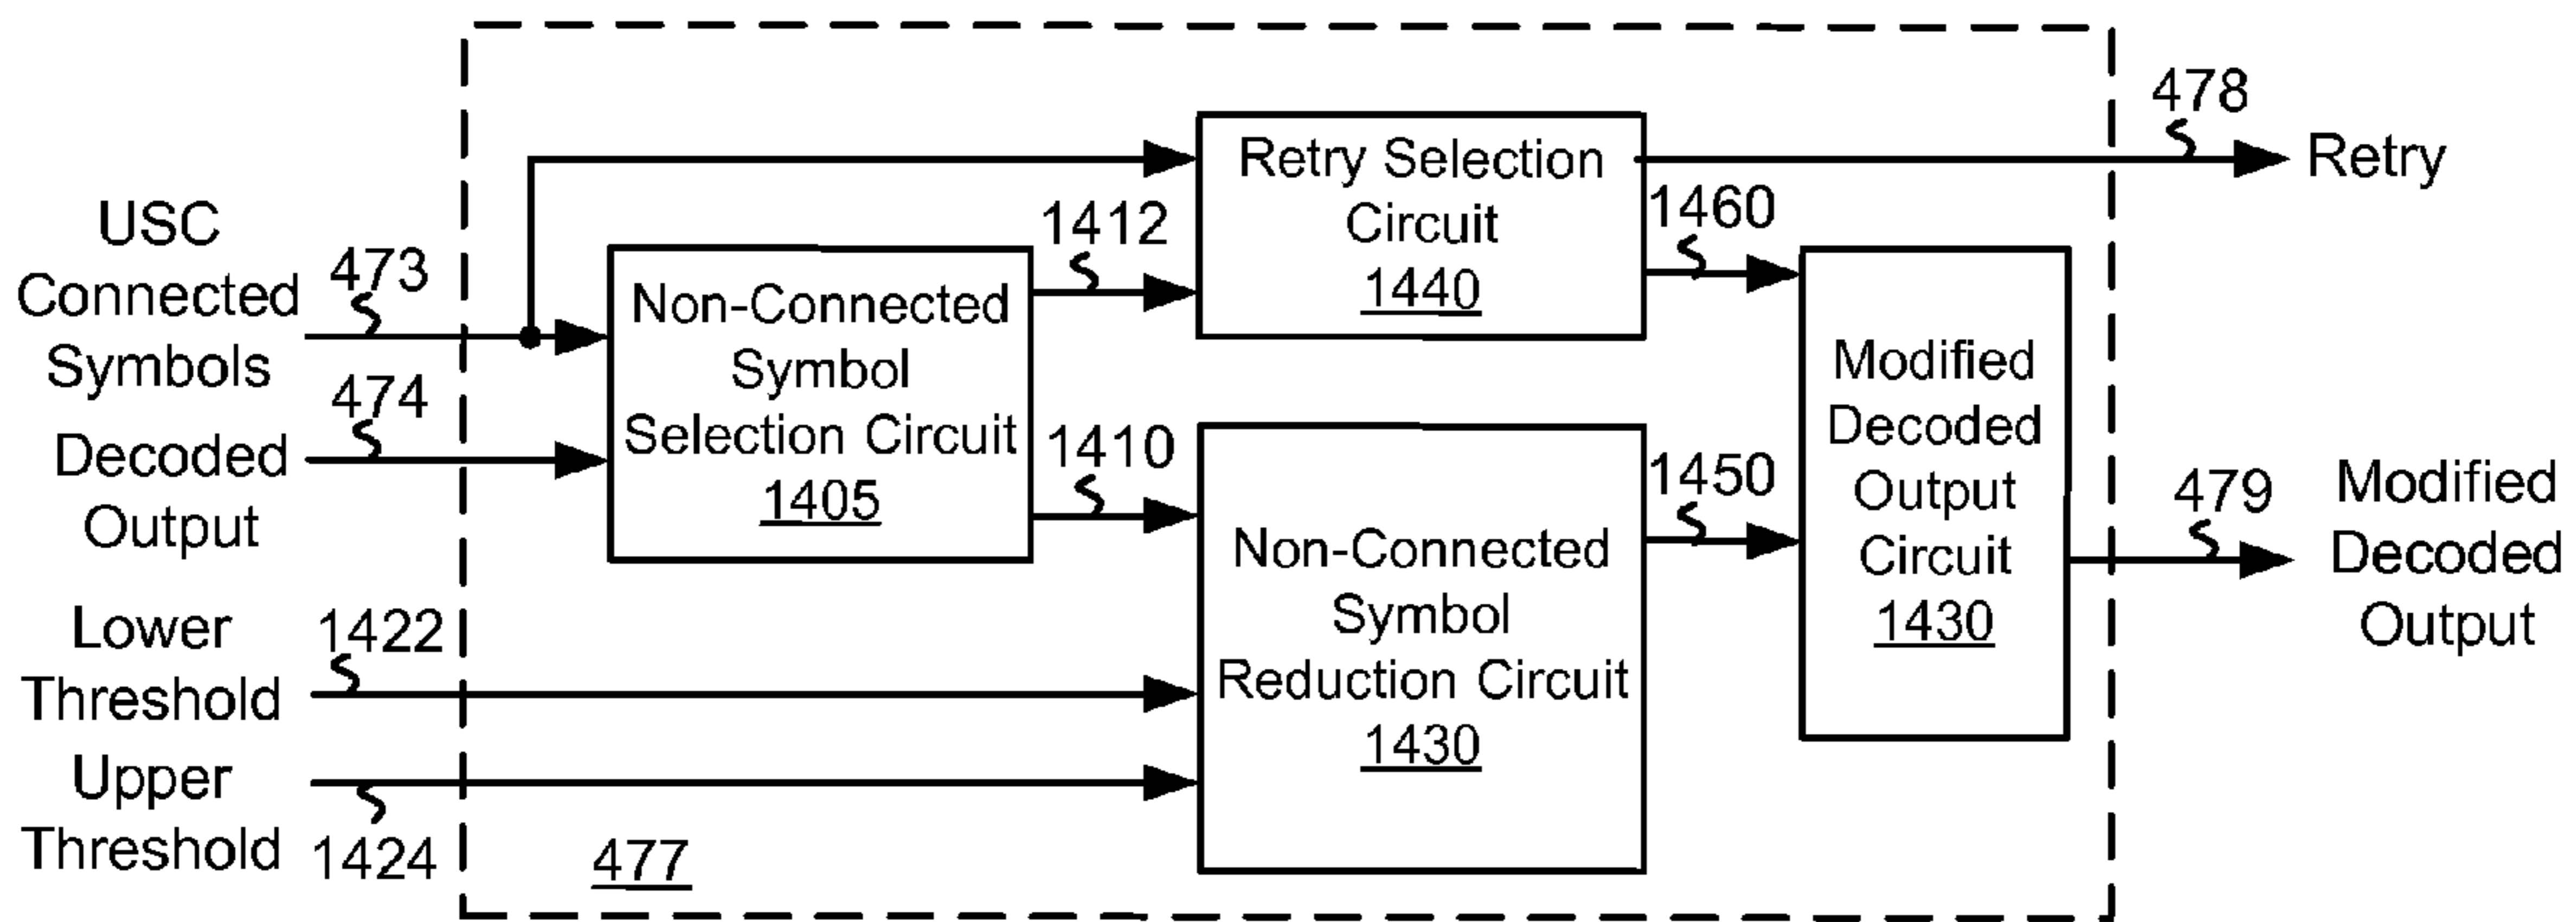 USC
Connected
Symbols
473
Decoded
Output
474
Lower
Threshold
1422
Upper
Threshold
1424
477
Non-Connected
Symbol
Selection Circuit
1405
1412
1410
Retry Selection
Circuit
1440
Non-Connected
Symbol
Reduction Circuit
1430
1460
1450
Modified
Decoded
Output
Circuit
1430
478
Retry
479
Modified
Decoded
Output